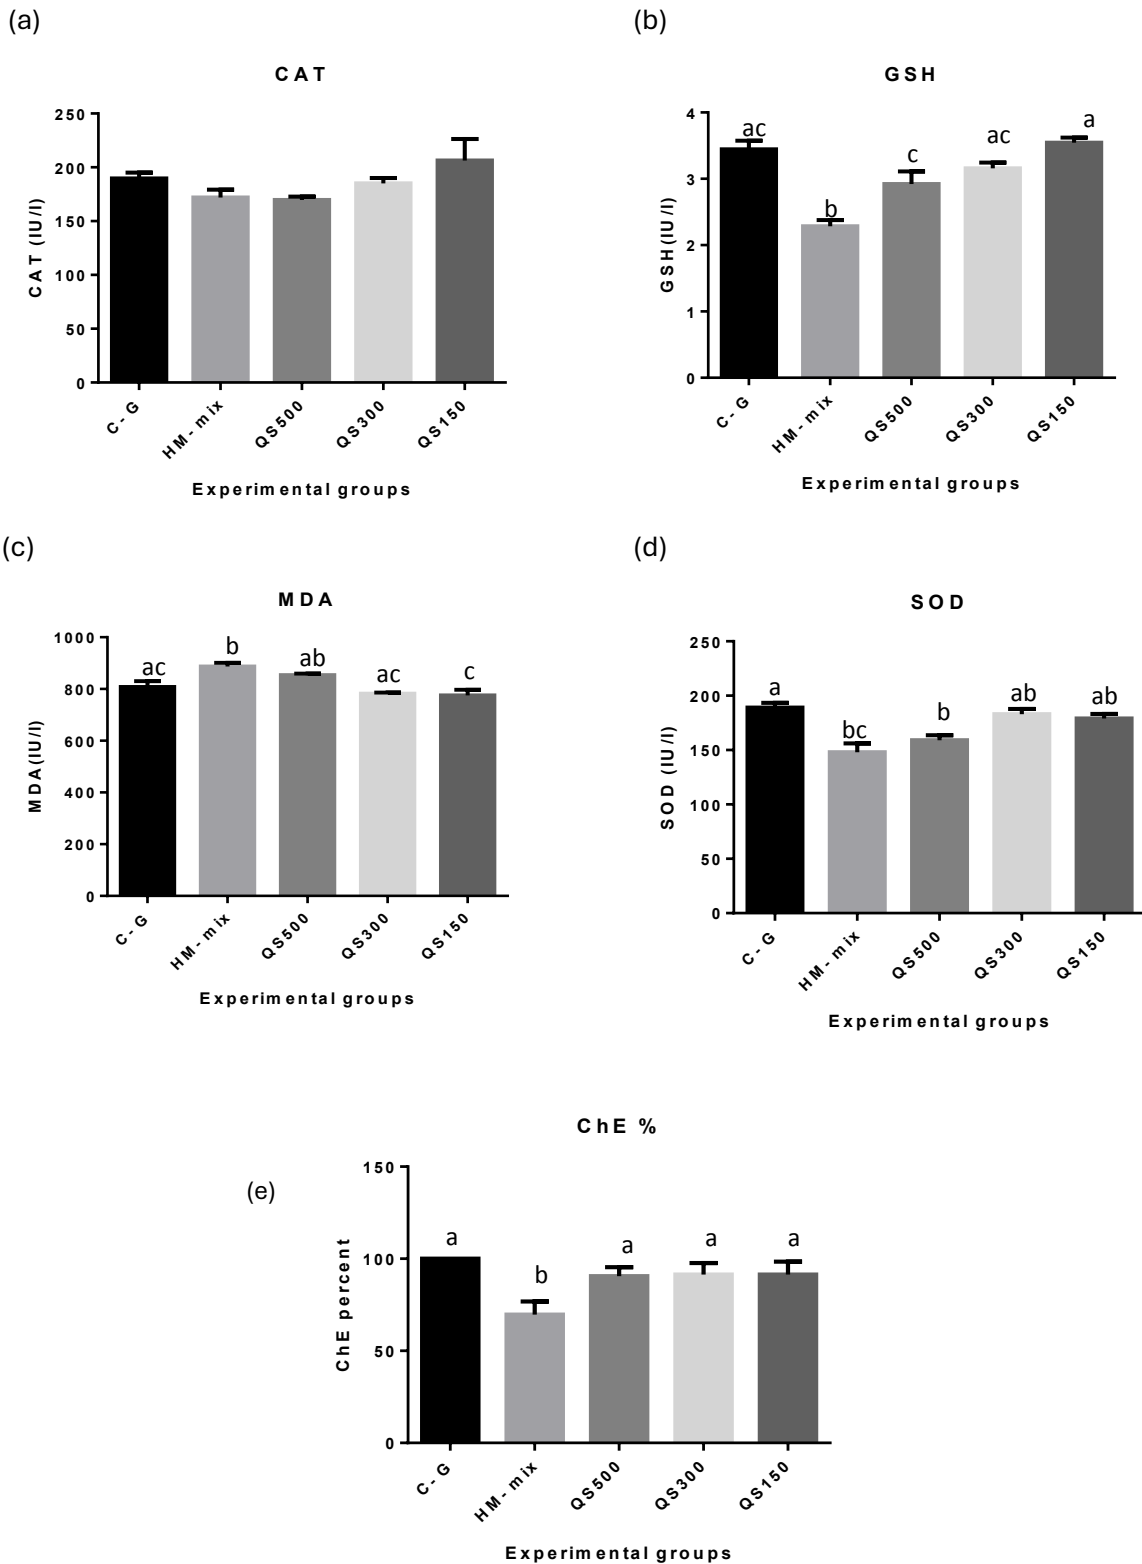 (a)
CAT
250
200
150
100
50
0
CAT (IU/l)
C-G
HM-mix
QS500
QS300
QS150
Experimental groups
(b)
GSH
4
3
2
1
0
GSH(IU/l)
ac
b
c
ac
a
C-G
HM-mix
QS500
QS300
QS150
Experimental groups
(c)
MDA
1000
800
600
400
200
0
MDA(IU/l)
ac
b
ab
ac
c
C-G
HM-mix
QS500
QS300
QS150
Experimental groups
(d)
SOD
250
200
150
100
50
0
SOD (IU/l)
a
bc
b
ab
ab
C-G
HM-mix
QS500
QS300
QS150
Experimental groups
(e)
ChE %
150
100
50
0
ChE percent
a
b
a
a
a
C-G
HM-mix
QS500
QS300
QS150
Experimental groups